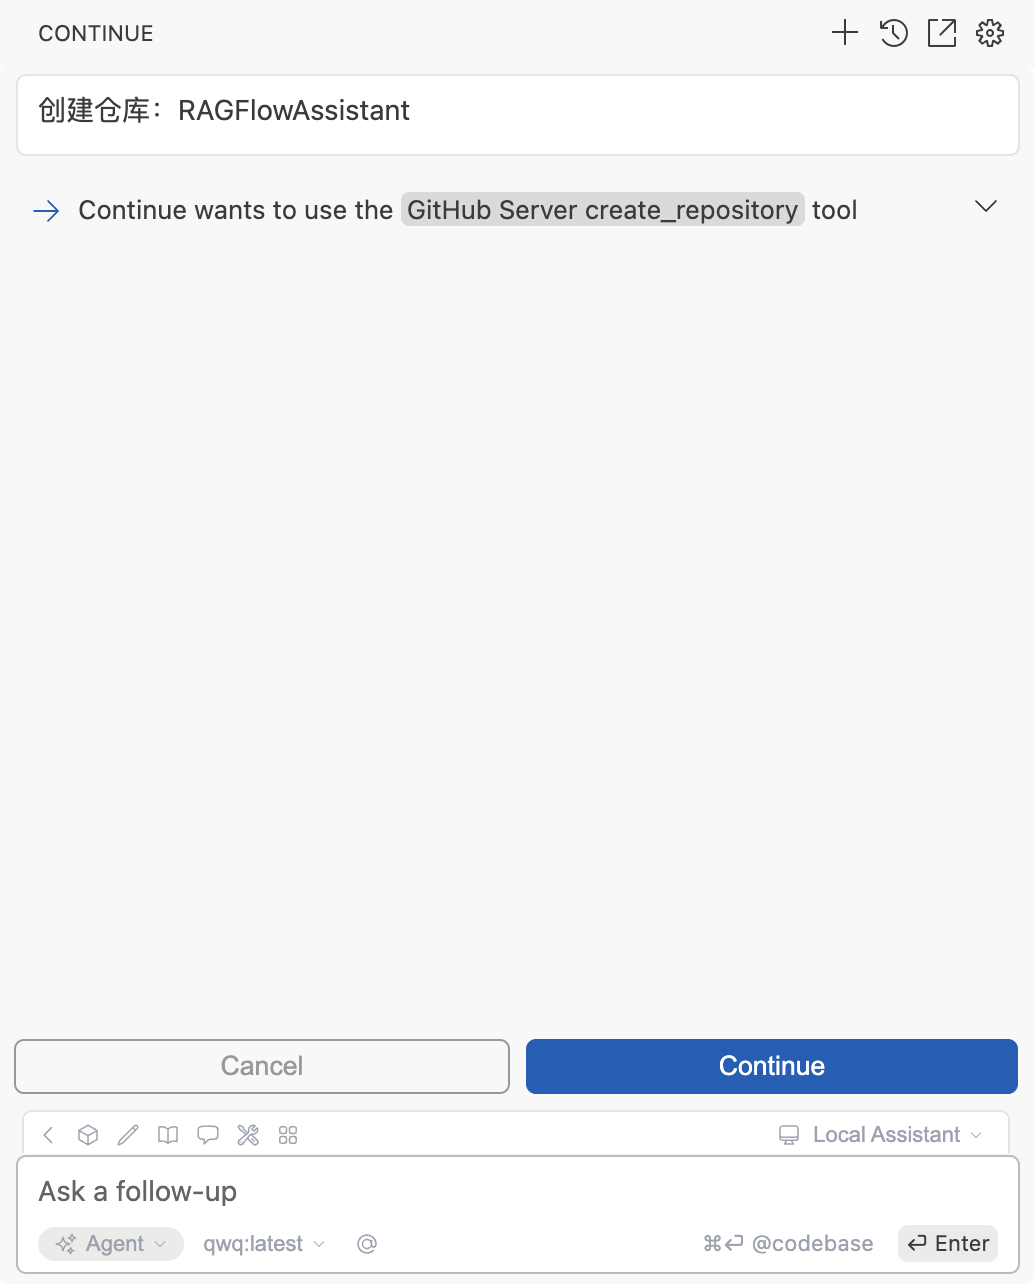 CONTINUE
创建仓库：RAGFlowAssistant
Continue wants to use the GitHub Server create_repository tool
Cancel
Continue
Local Assistant
Ask a follow-up
Agent qwq:latest @ ⌘⏎ @codebase ⏎ Enter